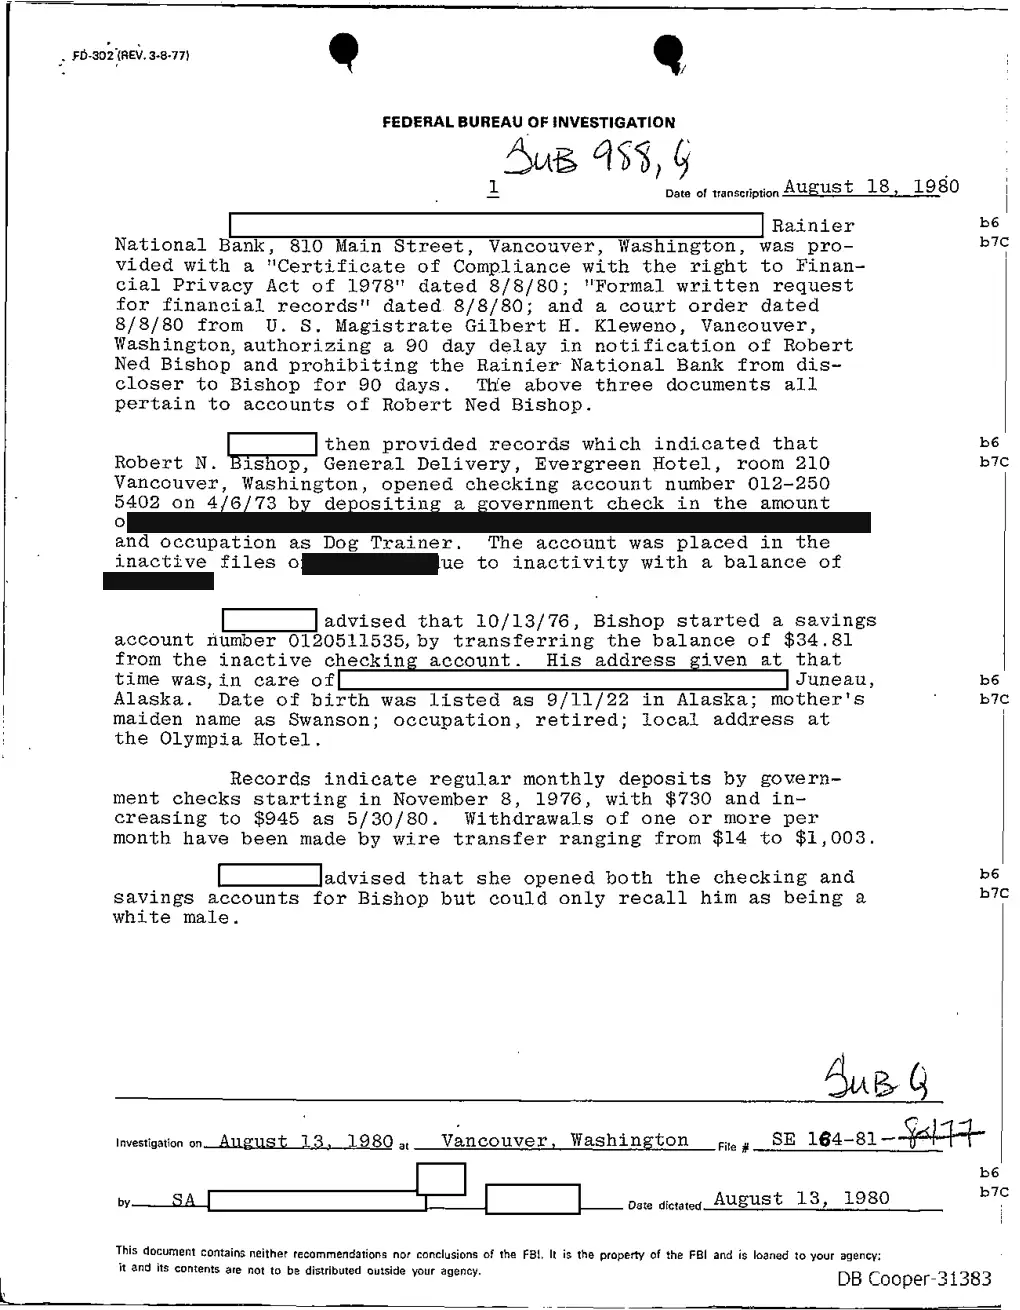 FD-302 (REV. 3-8-77)
FEDERAL BUREAU OF INVESTIGATION
SUB 988, G
1
Date of transcription August 18, 1980
Rainier b6
National Bank, 810 Main Street, Vancouver, Washington, was pro- b7C
vided with a "Certificate of Compliance with the right to Finan-
cial Privacy Act of 1978" dated 8/8/80; "Formal written request
for financial records" dated 8/8/80; and a court order dated
8/8/80 from U. S. Magistrate Gilbert H. Kleweno, Vancouver,
Washington, authorizing a 90 day delay in notification of Robert
Ned Bishop and prohibiting the Rainier National Bank from dis-
closer to Bishop for 90 days. The above three documents all
pertain to accounts of Robert Ned Bishop.
then provided records which indicated that b6
Robert N. Bishop, General Delivery, Evergreen Hotel, room 210 b7C
Vancouver, Washington, opened checking account number 012-250
5402 on 4/6/73 by depositing a government check in the amount
o
and occupation as Dog Trainer. The account was placed in the
inactive files o ue to inactivity with a balance of
advised that 10/13/76, Bishop started a savings
account number 0120511535, by transferring the balance of $34.81
from the inactive checking account. His address given at that
time was, in care of Juneau, b6
Alaska. Date of birth was listed as 9/11/22 in Alaska; mother's b7C
maiden name as Swanson; occupation, retired; local address at
the Olympia Hotel.
Records indicate regular monthly deposits by govern-
ment checks starting in November 8, 1976, with $730 and in-
creasing to $945 as 5/30/80. Withdrawals of one or more per
month have been made by wire transfer ranging from $14 to $1,003.
advised that she opened both the checking and b6
savings accounts for Bishop but could only recall him as being a b7C
white male.
SUB G
Investigation on August 13, 1980 at Vancouver, Washington File # SE 164-81-
b6
by SA Date dictated August 13, 1980 b7C
This document contains neither recommendations nor conclusions of the FBI. It is the property of the FBI and is loaned to your agency;
it and its contents are not to be distributed outside your agency.
DB Cooper-31383